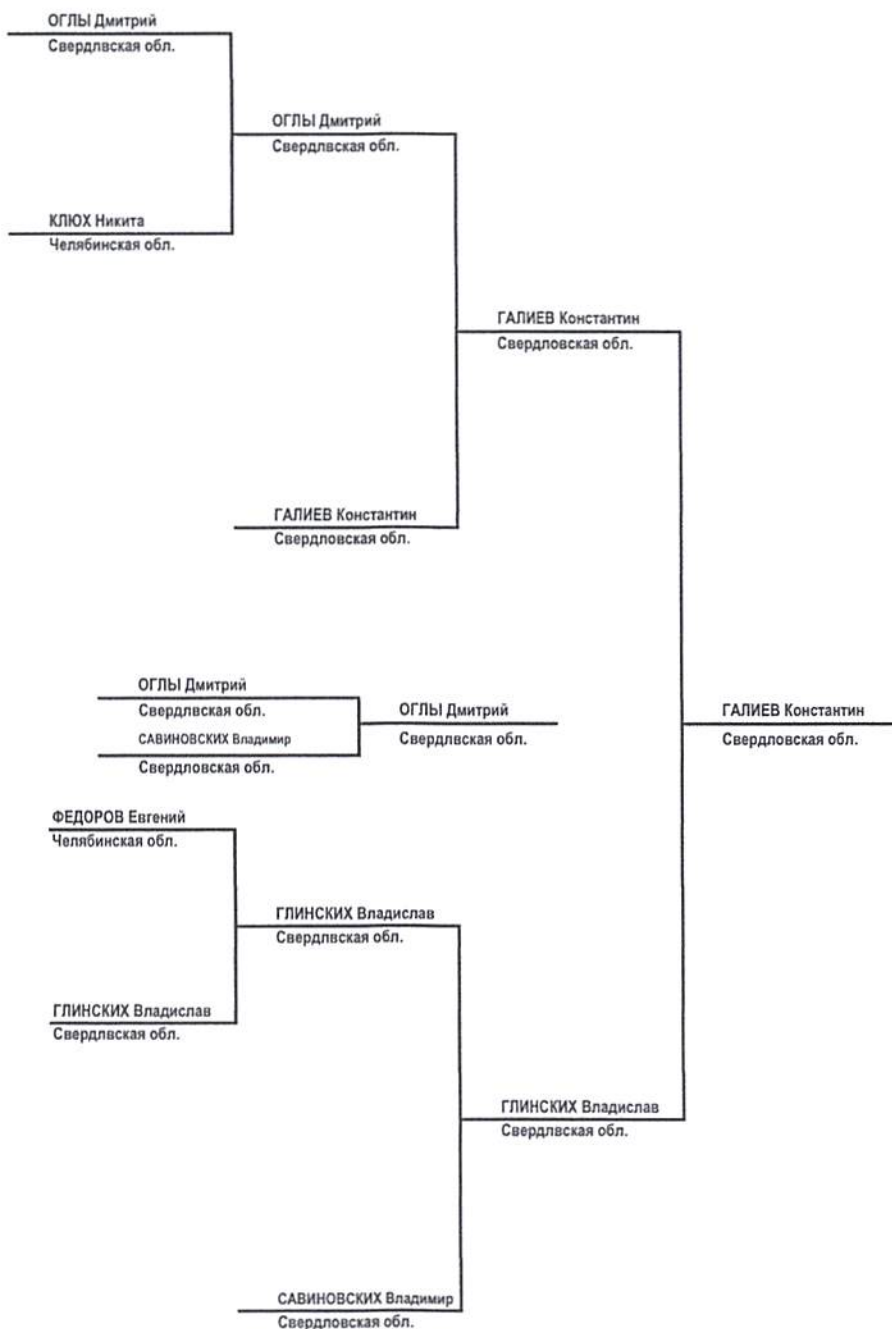 ОГЛЫ Дмитрий
Свердлвская обл.
ОГЛЫ Дмитрий
Свердлвская обл.
КЛЮХ Никита
Челябинская обл.
ГАЛИЕВ Константин
Свердловская обл.
ГАЛИЕВ Константин
Свердловская обл.
ОГЛЫ Дмитрий
Свердлвская обл.
САВИНОВСКИХ Владимир
Свердловская обл.
ОГЛЫ Дмитрий
Свердлвская обл.
ГАЛИЕВ Константин
Свердловская обл.
ФЕДОРОВ Евгений
Челябинская обл.
ГЛИНСКИХ Владислав
Свердлвская обл.
ГЛИНСКИХ Владислав
Свердлвская обл.
ГЛИНСКИХ Владислав
Свердлвская обл.
САВИНОВСКИХ Владимир
Свердловская обл.